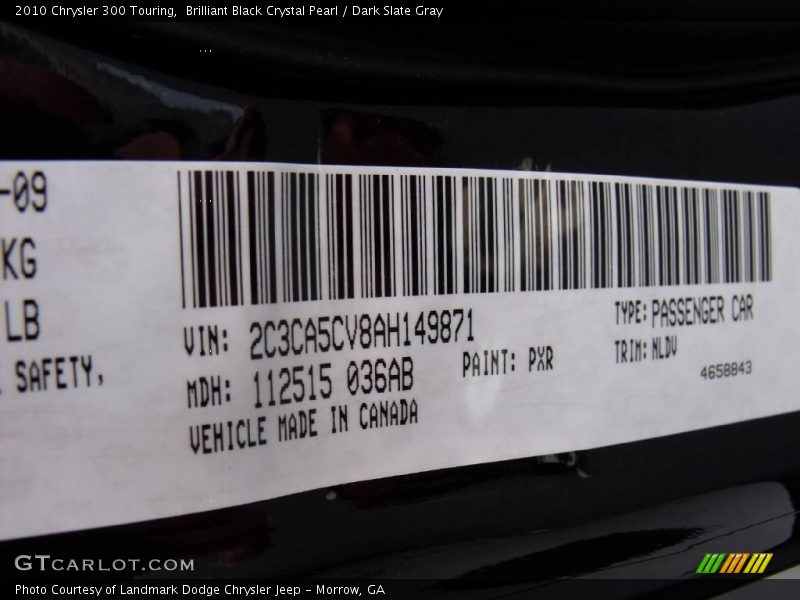 2010 Chrysler 300 Touring,  Brilliant Black Crystal Pearl / Dark Slate Gray
-09
KG
LB
SAFETY,
VIN: 2C3CA5CV8AH149871
MDH: 112515 036AB
PAINT: PXR
VEHICLE MADE IN CANADA
TYPE: PASSENGER CAR
TRIM: NLDV
4658843
GTCARLOT.COM
Photo Courtesy of Landmark Dodge Chrysler Jeep - Morrow, GA